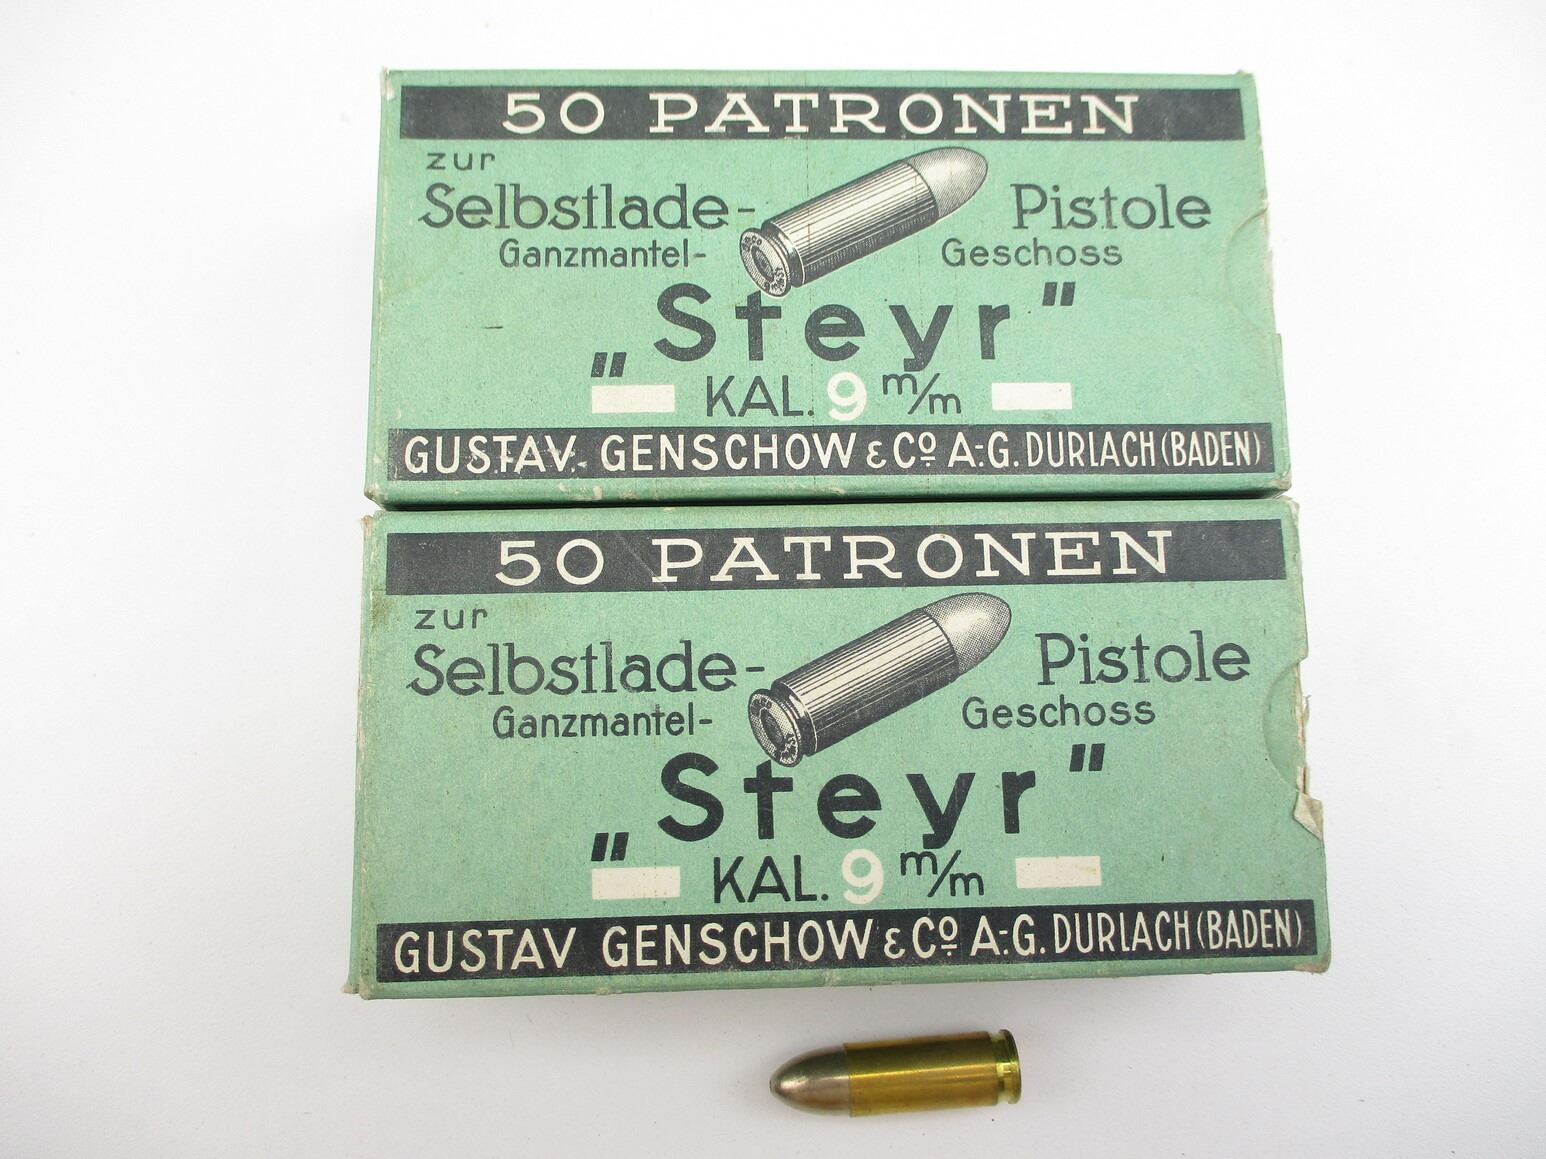 50 PATRONEN
zur
Selbstlade- Pistole
Ganzmantel- Geschoss
„Steyr"
KAL. 9 m/m
GUSTAV GENSCHOW & Co A.-G. DURLACH (BADEN)
50 PATRONEN
zur
Selbstlade- Pistole
Ganzmantel- Geschoss
„Steyr"
KAL. 9 m/m
GUSTAV GENSCHOW & Co A.-G. DURLACH (BADEN)